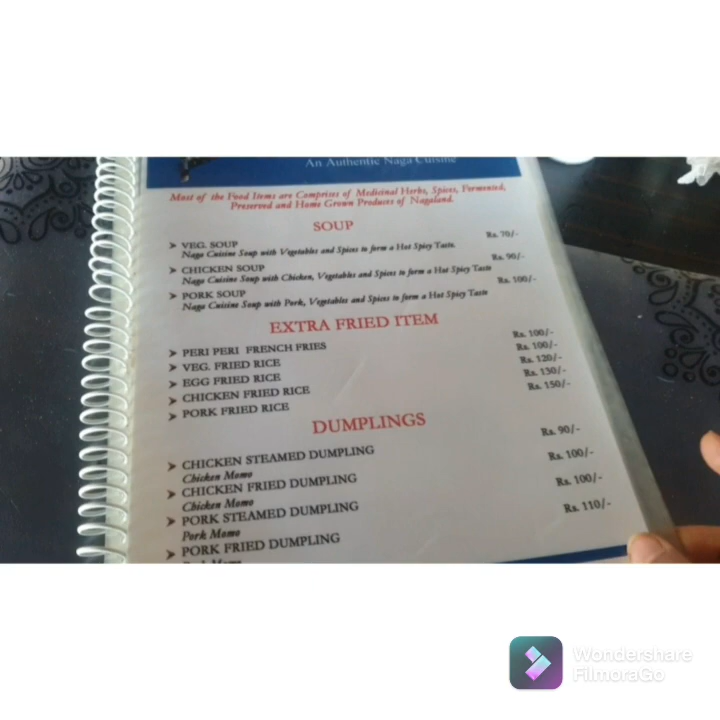 An Authentic Naga Cuisine
Most of the Food Items are Comprises of Medicinal Herbs, Spices, Fermented,
Preserved and Home Grown Produces of Nagaland.
SOUP
➤ VEG. SOUP Rs. 70/-
Naga Cuisine Soup with Vegetables and Spices to form a Hot Spicy Taste.
➤ CHICKEN SOUP Rs. 90/-
Naga Cuisine Soup with Chicken, Vegetables and Spices to form a Hot Spicy Taste
➤ PORK SOUP Rs. 100/-
Naga Cuisine Soup with Pork, Vegetables and Spices to form a Hot Spicy Taste
EXTRA FRIED ITEM
➤ PERI PERI FRENCH FRIES Rs. 100/-
➤ VEG. FRIED RICE Rs. 100/-
➤ EGG FRIED RICE Rs. 120/-
➤ CHICKEN FRIED RICE Rs. 130/-
➤ PORK FRIED RICE Rs. 150/-
DUMPLINGS
➤ CHICKEN STEAMED DUMPLING Rs. 90/-
Chicken Momo
➤ CHICKEN FRIED DUMPLING Rs. 100/-
Chicken Momo
➤ PORK STEAMED DUMPLING Rs. 100/-
Pork Momo
➤ PORK FRIED DUMPLING Rs. 110/-
Wondershare
FilmoraGo